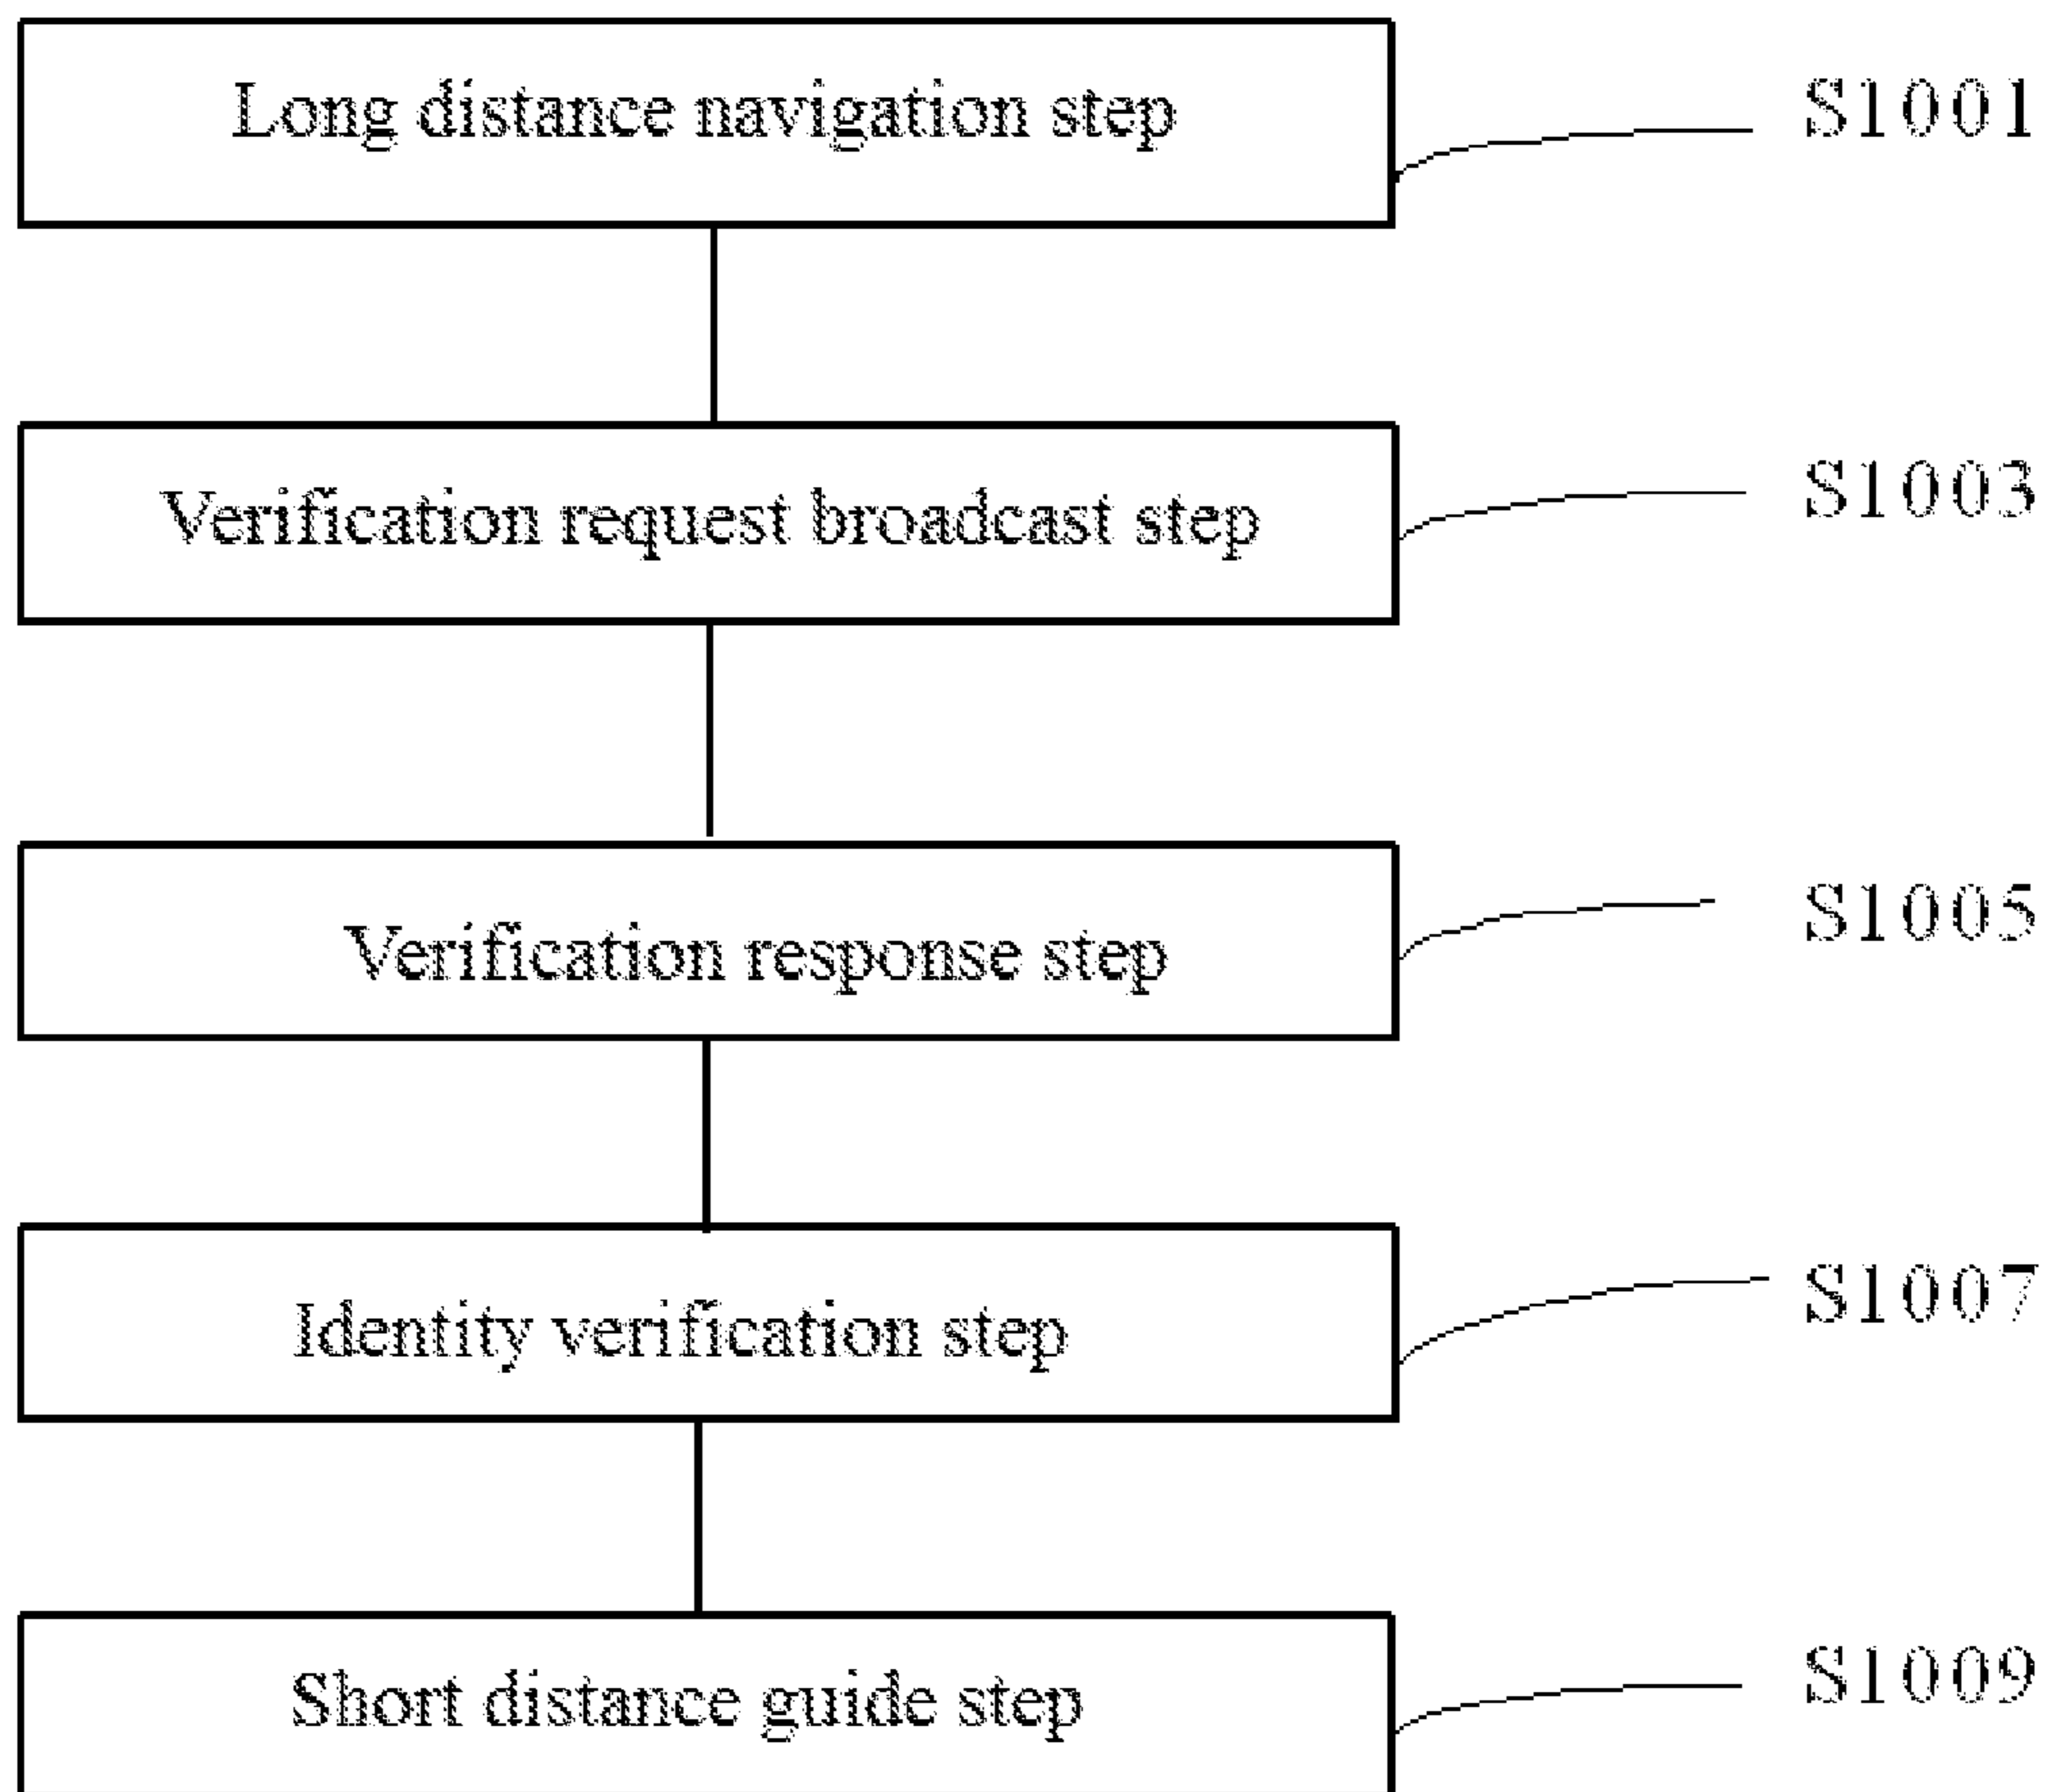 Long distance navigation step
S1001
Verification request broadcast step
S1003
Verification response step
S1005
Identity verification step
S1007
Short distance guide step
S1009